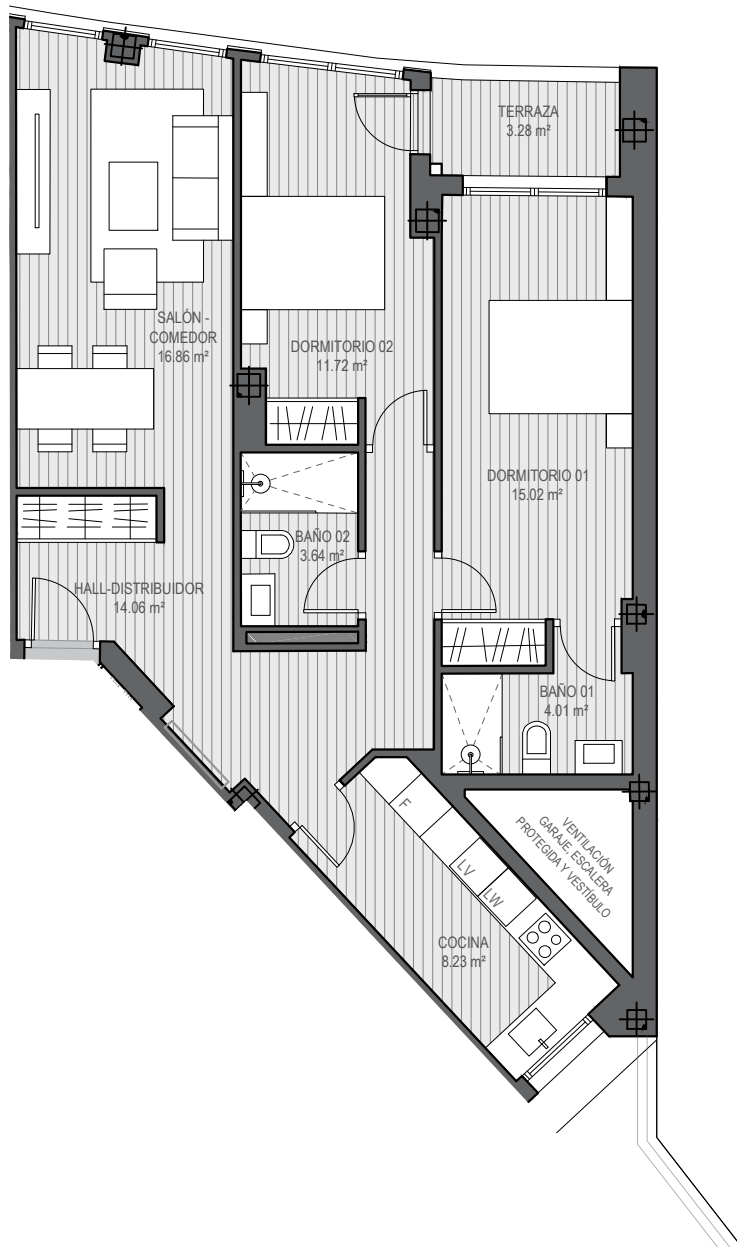 TERRAZA
3.28 m²
SALÓN -
COMEDOR
16.86 m²
DORMITORIO 02
11.72 m²
DORMITORIO 01
15.02 m²
BAÑO 02
3.64 m²
HALL-DISTRIBUIDOR
14.06 m²
BAÑO 01
4.01 m²
F
LV
LW
VENTILACIÓN
GARAJE, ESCALERA
PROTEGIDA Y VESTÍBULO
COCINA
8.23 m²